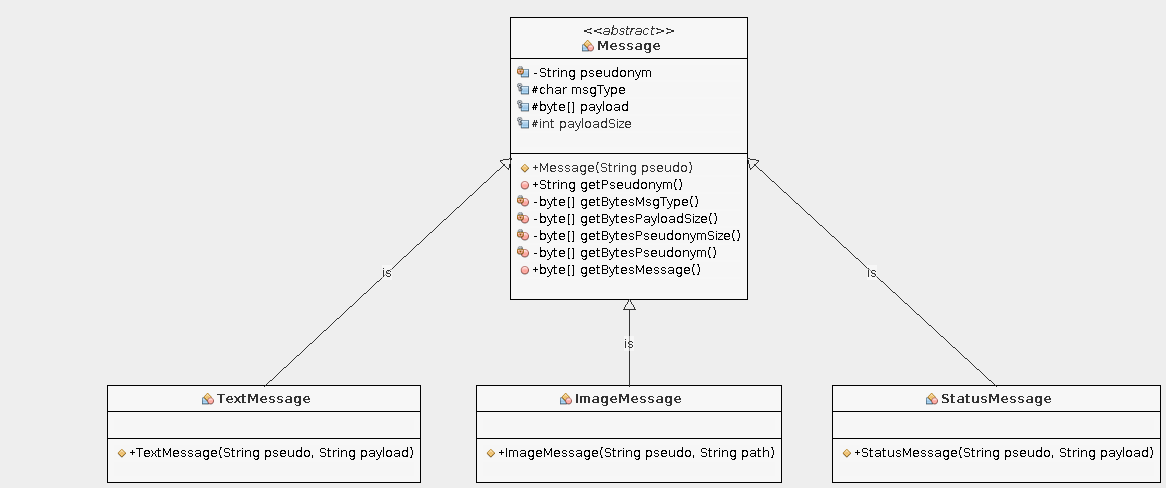 <<abstract>>
Message
-String pseudonym
#char msgType
#byte[] payload
#int payloadSize
+Message(String pseudo)
+String getPseudonym()
-byte[] getBytesMsgType()
-byte[] getBytesPayloadSize()
-byte[] getBytesPseudonymSize()
-byte[] getBytesPseudonym()
+byte[] getBytesMessage()
is
is
is
TextMessage
+TextMessage(String pseudo, String payload)
ImageMessage
+ImageMessage(String pseudo, String path)
StatusMessage
+StatusMessage(String pseudo, String payload)